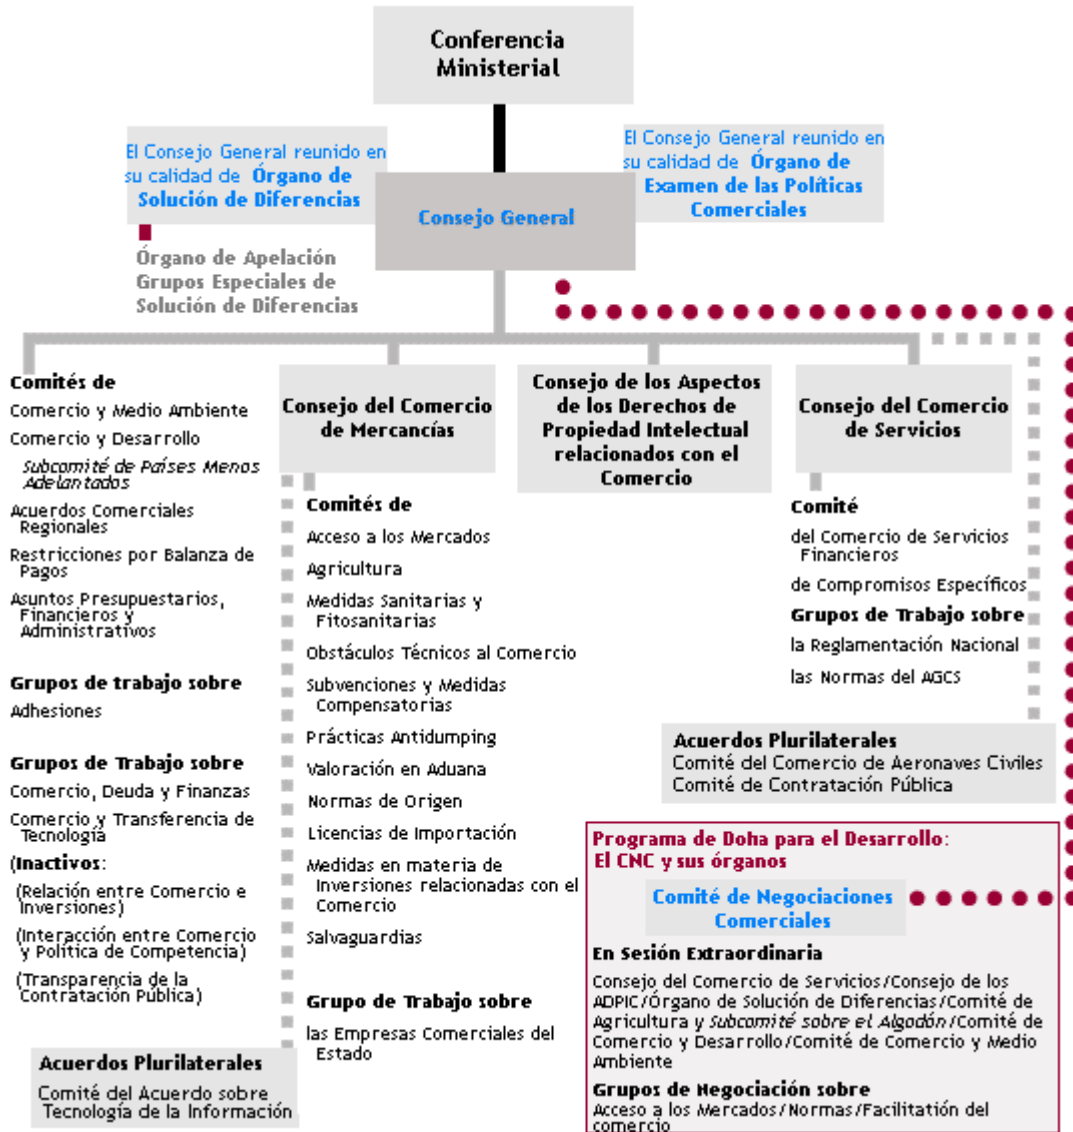 Conferencia
Ministerial
El Consejo General reunido en
su calidad de Órgano de
Solución de Diferencias
El Consejo General reunido en
su calidad de Órgano de
Examen de las Políticas
Comerciales
Consejo General
Órgano de Apelación
Grupos Especiales de
Solución de Diferencias
Comités de
Comercio y Medio Ambiente
Comercio y Desarrollo
Subcomité de Países Menos
Adelantados
Acuerdos Comerciales
Regionales
Restricciones por Balanza de
Pagos
Asuntos Presupuestarios,
Financieros y
Administrativos
Grupos de trabajo sobre
Adhesiones
Grupos de Trabajo sobre
Comercio, Deuda y Finanzas
Comercio y Transferencia de
Tecnología
(Inactivos:
(Relación entre Comercio e
Inversiones)
(Interacción entre Comercio
y Política de Competencia)
(Transparencia de la
Contratación Pública)
Acuerdos Plurilaterales
Comité del Acuerdo sobre
Tecnología de la Información
Consejo del Comercio
de Mercancías
Comités de
Acceso a los Mercados
Agricultura
Medidas Sanitarias y
Fitosanitarias
Obstáculos Técnicos al Comercio
Subvenciones y Medidas
Compensatorias
Prácticas Antidumping
Valoración en Aduana
Normas de Origen
Licencias de Importación
Medidas en materia de
Inversiones relacionadas con el
Comercio
Salvaguardias
Grupo de Trabajo sobre
las Empresas Comerciales del
Estado
Consejo de los Aspectos
de los Derechos de
Propiedad Intelectual
relacionados con el
Comercio
Consejo del Comercio
de Servicios
Comité
del Comercio de Servicios
Financieros
de Compromisos Específicos
Grupos de Trabajo sobre
la Reglamentación Nacional
las Normas del AGCS
Acuerdos Plurilaterales
Comité del Comercio de Aeronaves Civiles
Comité de Contratación Pública
Programa de Doha para el Desarrollo:
El CNC y sus órganos
Comité de Negociaciones
Comerciales
En Sesión Extraordinaria
Consejo del Comercio de Servicios/Consejo de los
ADPIC/Órgano de Solución de Diferencias/Comité de
Agricultura y Subcomité sobre el Algodón/Comité de
Comercio y Desarrollo/Comité de Comercio y Medio
Ambiente
Grupos de Negociación sobre
Acceso a los Mercados/Normas/Facilitatión del
comercio